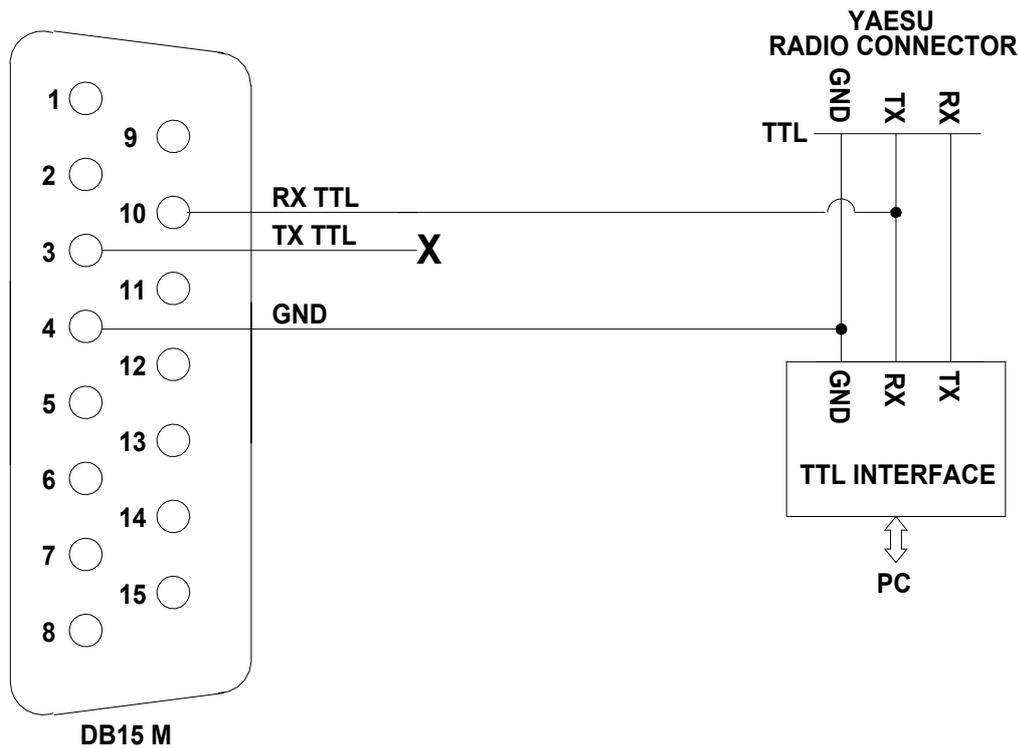 YAESU
RADIO CONNECTOR
GND TX RX
TTL
1
9
2
10 RX TTL
3 TX TTL X
11
4 GND
12
GND RX TX
5
13
TTL INTERFACE
6
14
7
PC
15
8
DB15 M